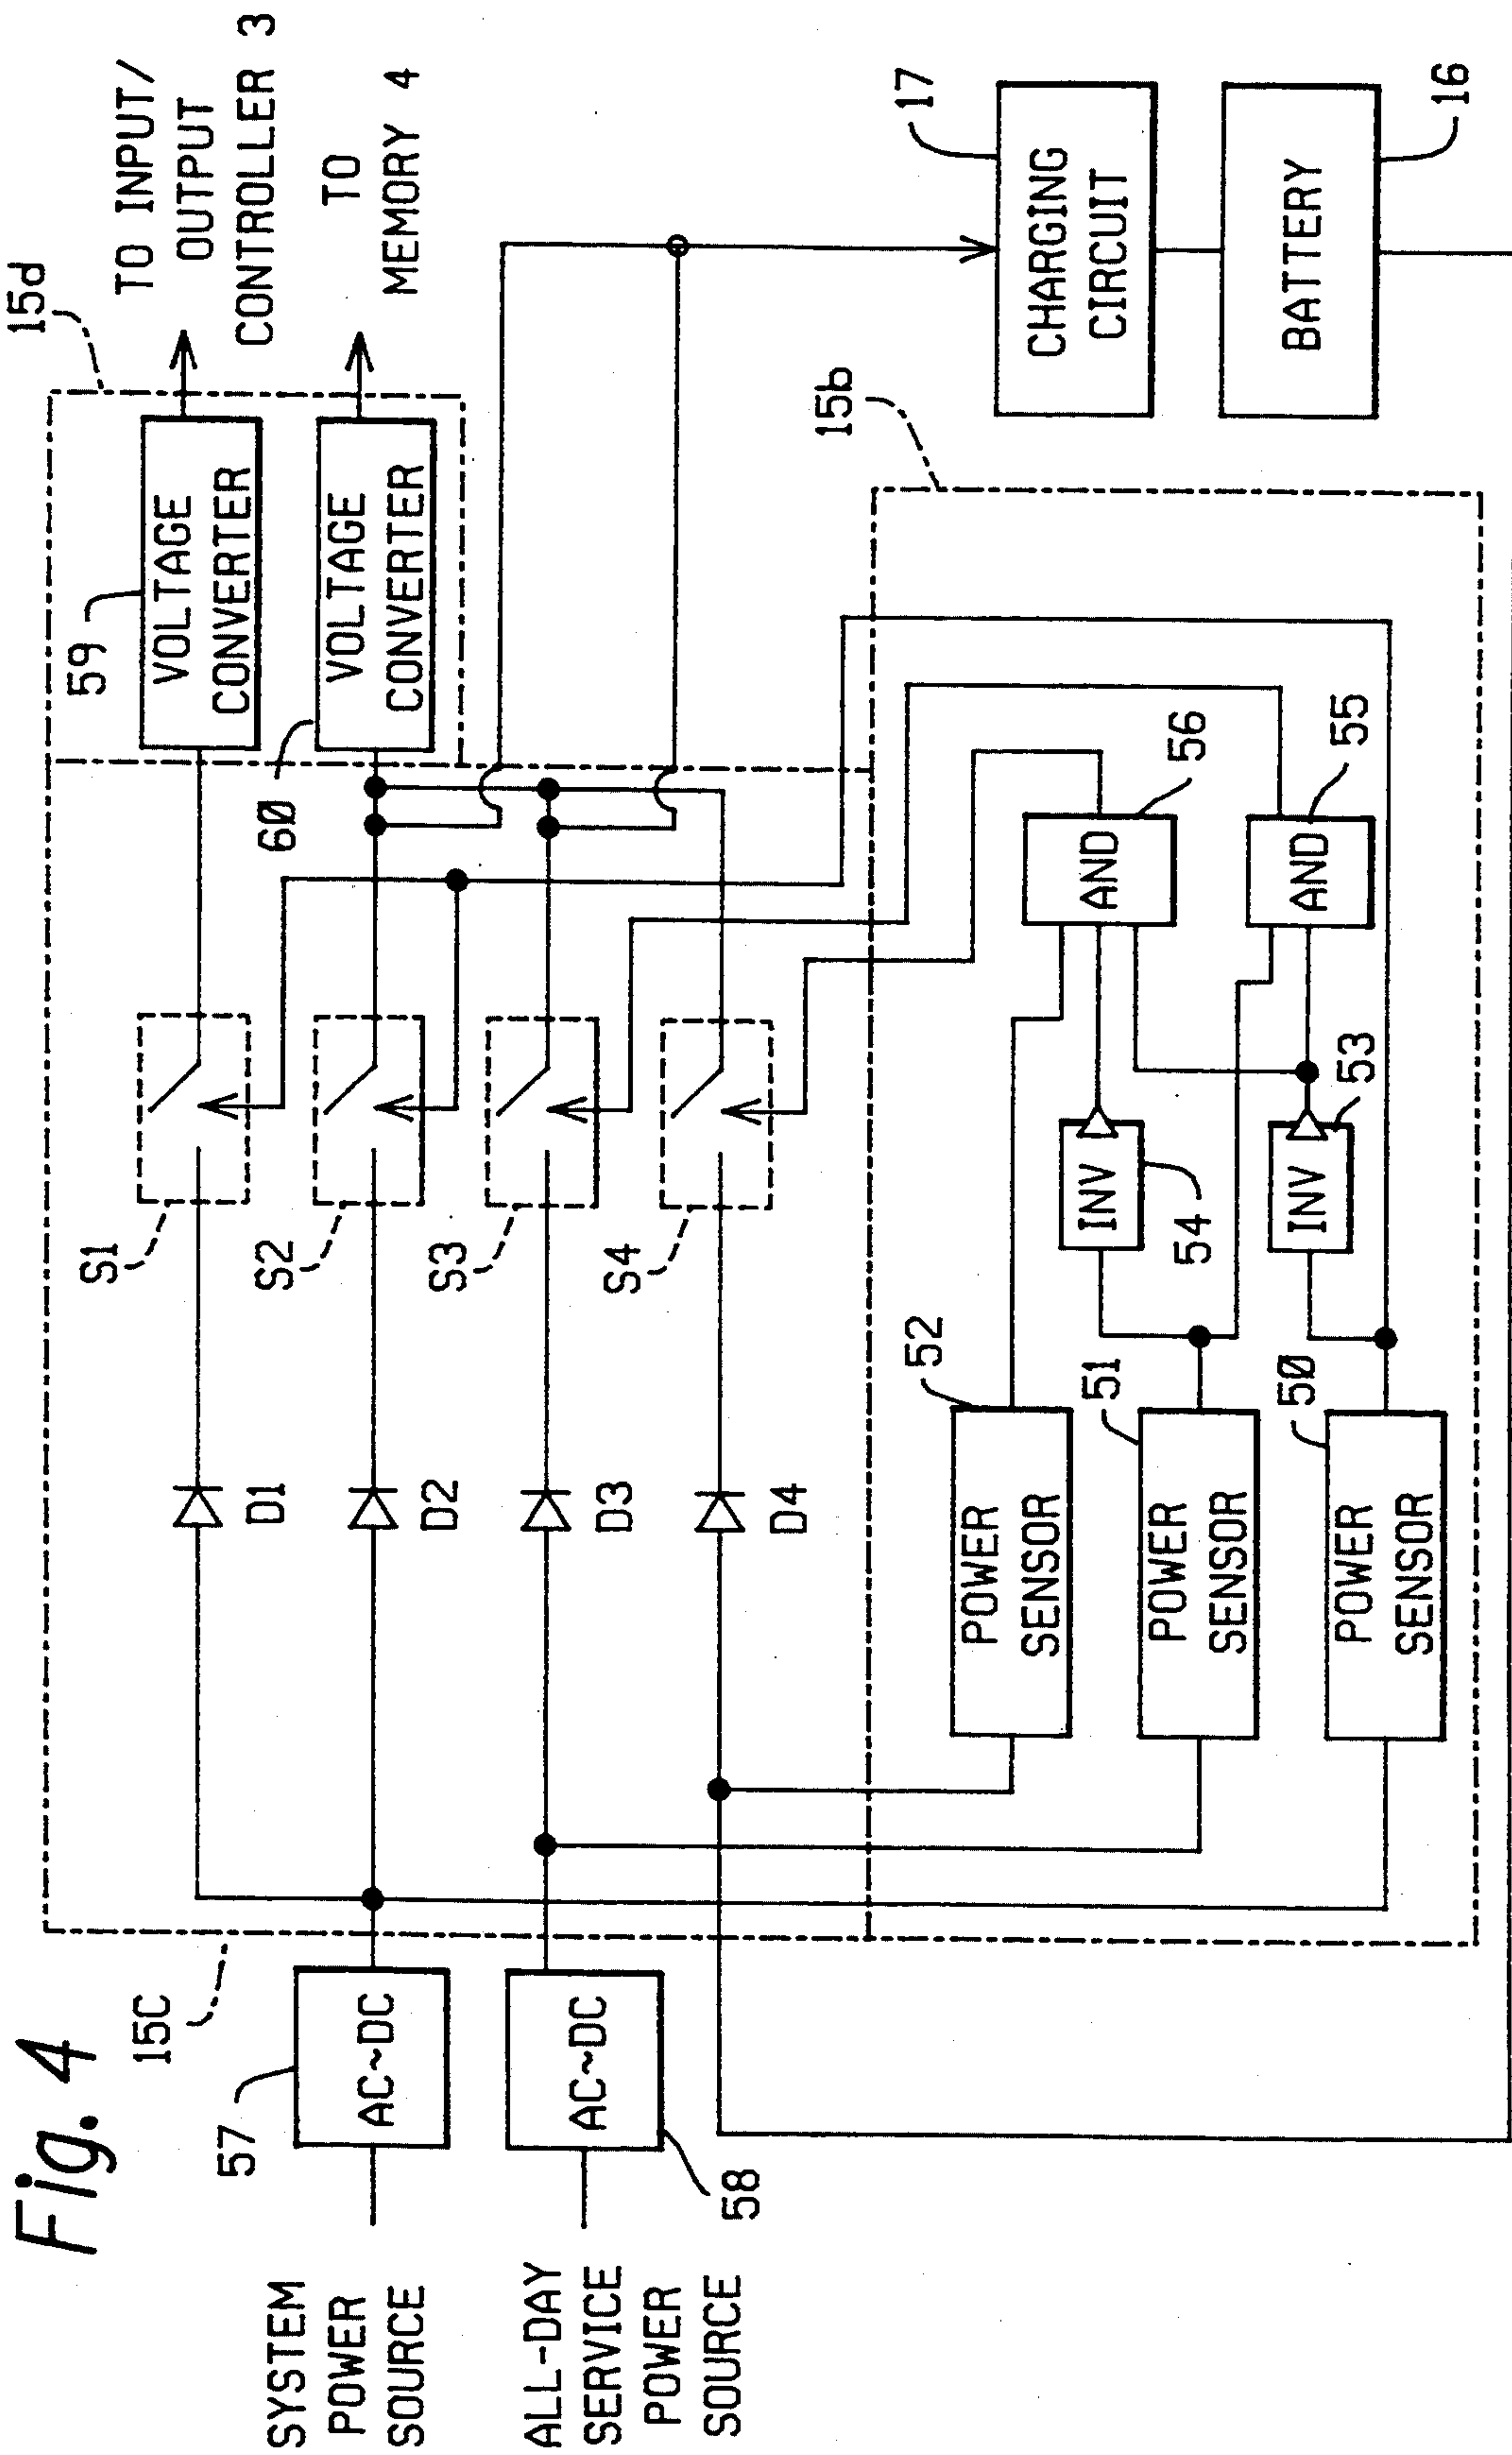 Fig. 4
15C
15d
57
SYSTEM
POWER
SOURCE
AC~DC
58
ALL-DAY
SERVICE
POWER
SOURCE
AC~DC
D1
D2
D3
D4
S1
S2
S3
S4
59
VOLTAGE
CONVERTER
60
VOLTAGE
CONVERTER
TO INPUT/
OUTPUT
CONTROLLER 3
TO
MEMORY 4
15b
52
POWER
SENSOR
51
POWER
SENSOR
50
POWER
SENSOR
INV
54
INV
53
AND
56
AND
55
17
CHARGING
CIRCUIT
BATTERY
16